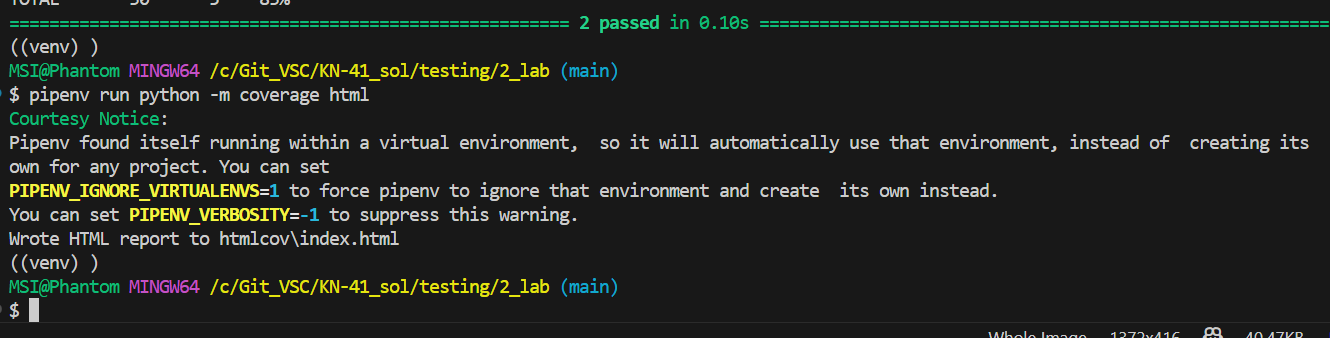 TOTAL 30 5 83%
============================================================ 2 passed in 0.10s ============================================================
((venv) )
MSI@Phantom MINGW64 /c/Git_VSC/KN-41_sol/testing/2_lab (main)
$ pipenv run python -m coverage html
Courtesy Notice:
Pipenv found itself running within a virtual environment,  so it will automatically use that environment, instead of  creating its
own for any project. You can set
PIPENV_IGNORE_VIRTUALENVS=1 to force pipenv to ignore that environment and create  its own instead.
You can set PIPENV_VERBOSITY=-1 to suppress this warning.
Wrote HTML report to htmlcov\index.html
((venv) )
MSI@Phantom MINGW64 /c/Git_VSC/KN-41_sol/testing/2_lab (main)
$
Whole Image 1372x416 40.47KB